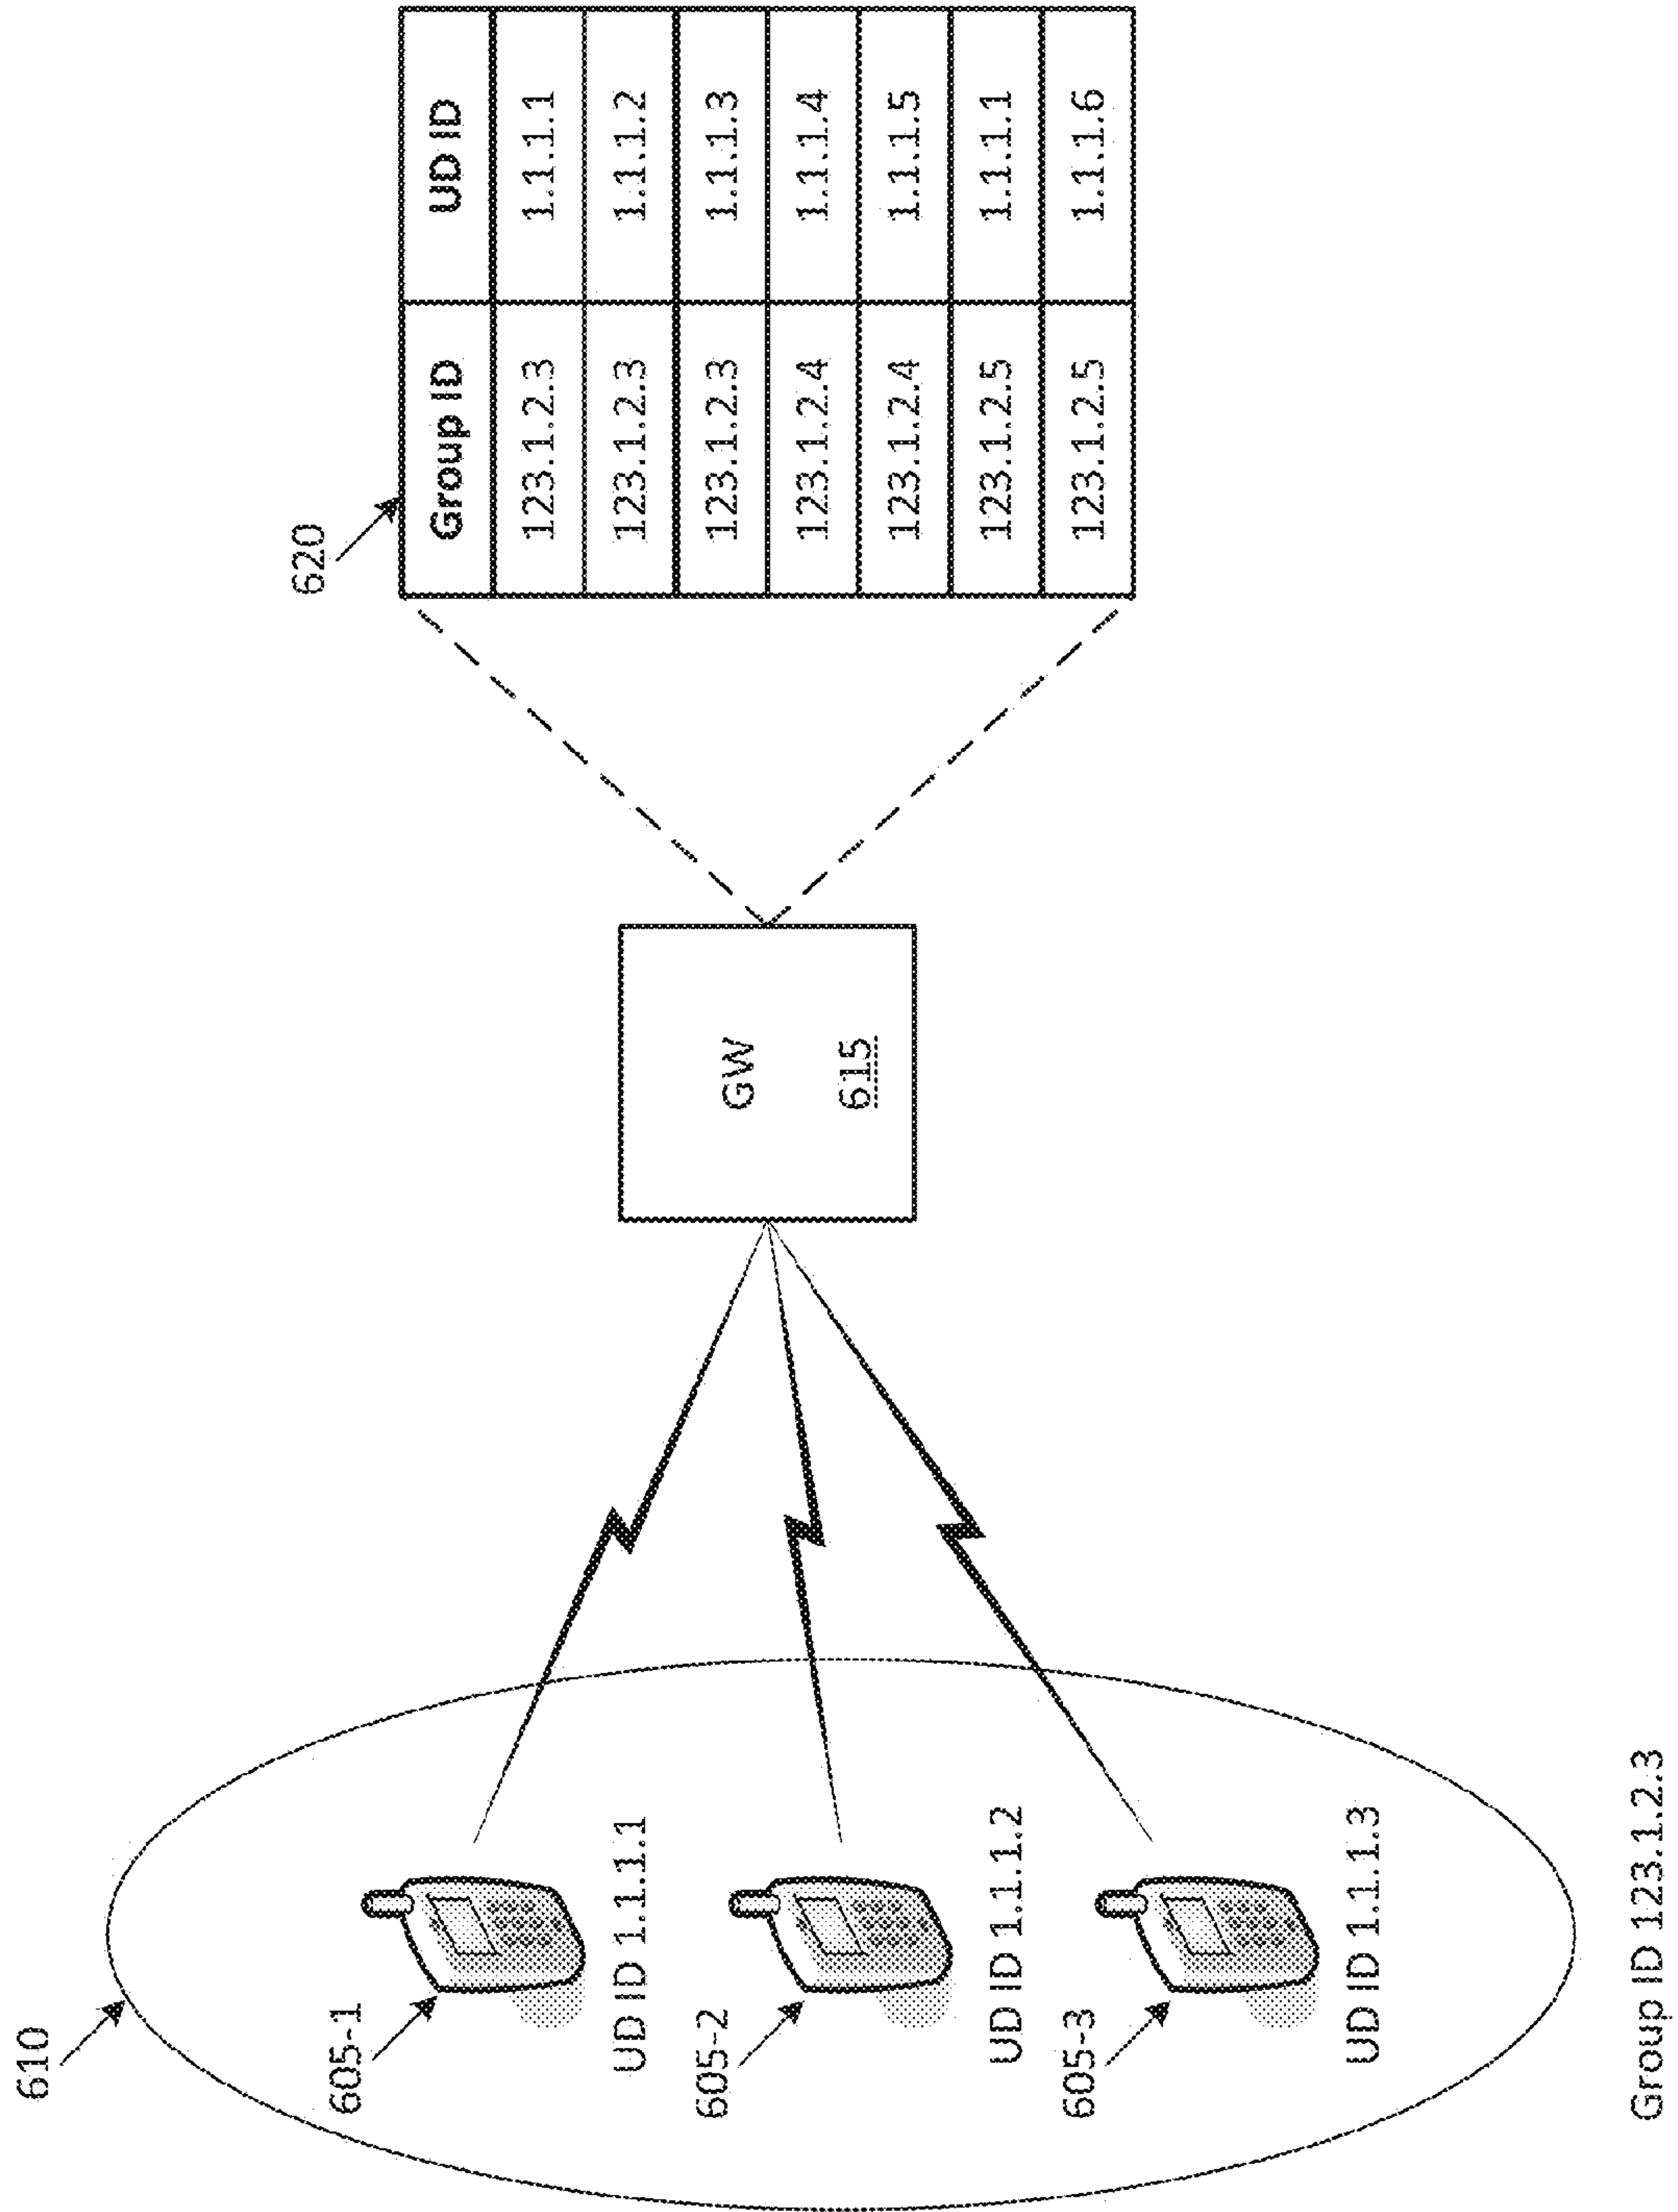 610
605-1
UD ID 1.1.1.1
605-2
UD ID 1.1.1.2
605-3
UD ID 1.1.1.3
Group ID 123.1.2.3
GW
615
620
Group ID UD ID
123.1.2.3 1.1.1.1
123.1.2.3 1.1.1.2
123.1.2.3 1.1.1.3
123.1.2.4 1.1.1.4
123.1.2.4 1.1.1.5
123.1.2.5 1.1.1.1
123.1.2.5 1.1.1.6